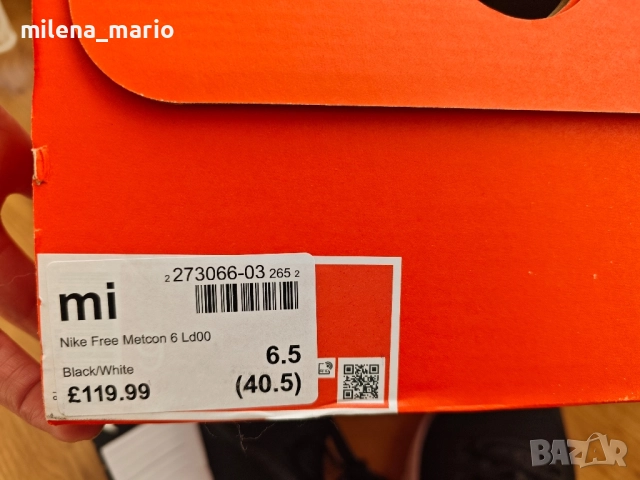 milena_mario
2 273066-03 265 2
mi
Nike Free Metcon 6 Ld00
6.5
Black/White
(40.5)
£119.99
BAZAR